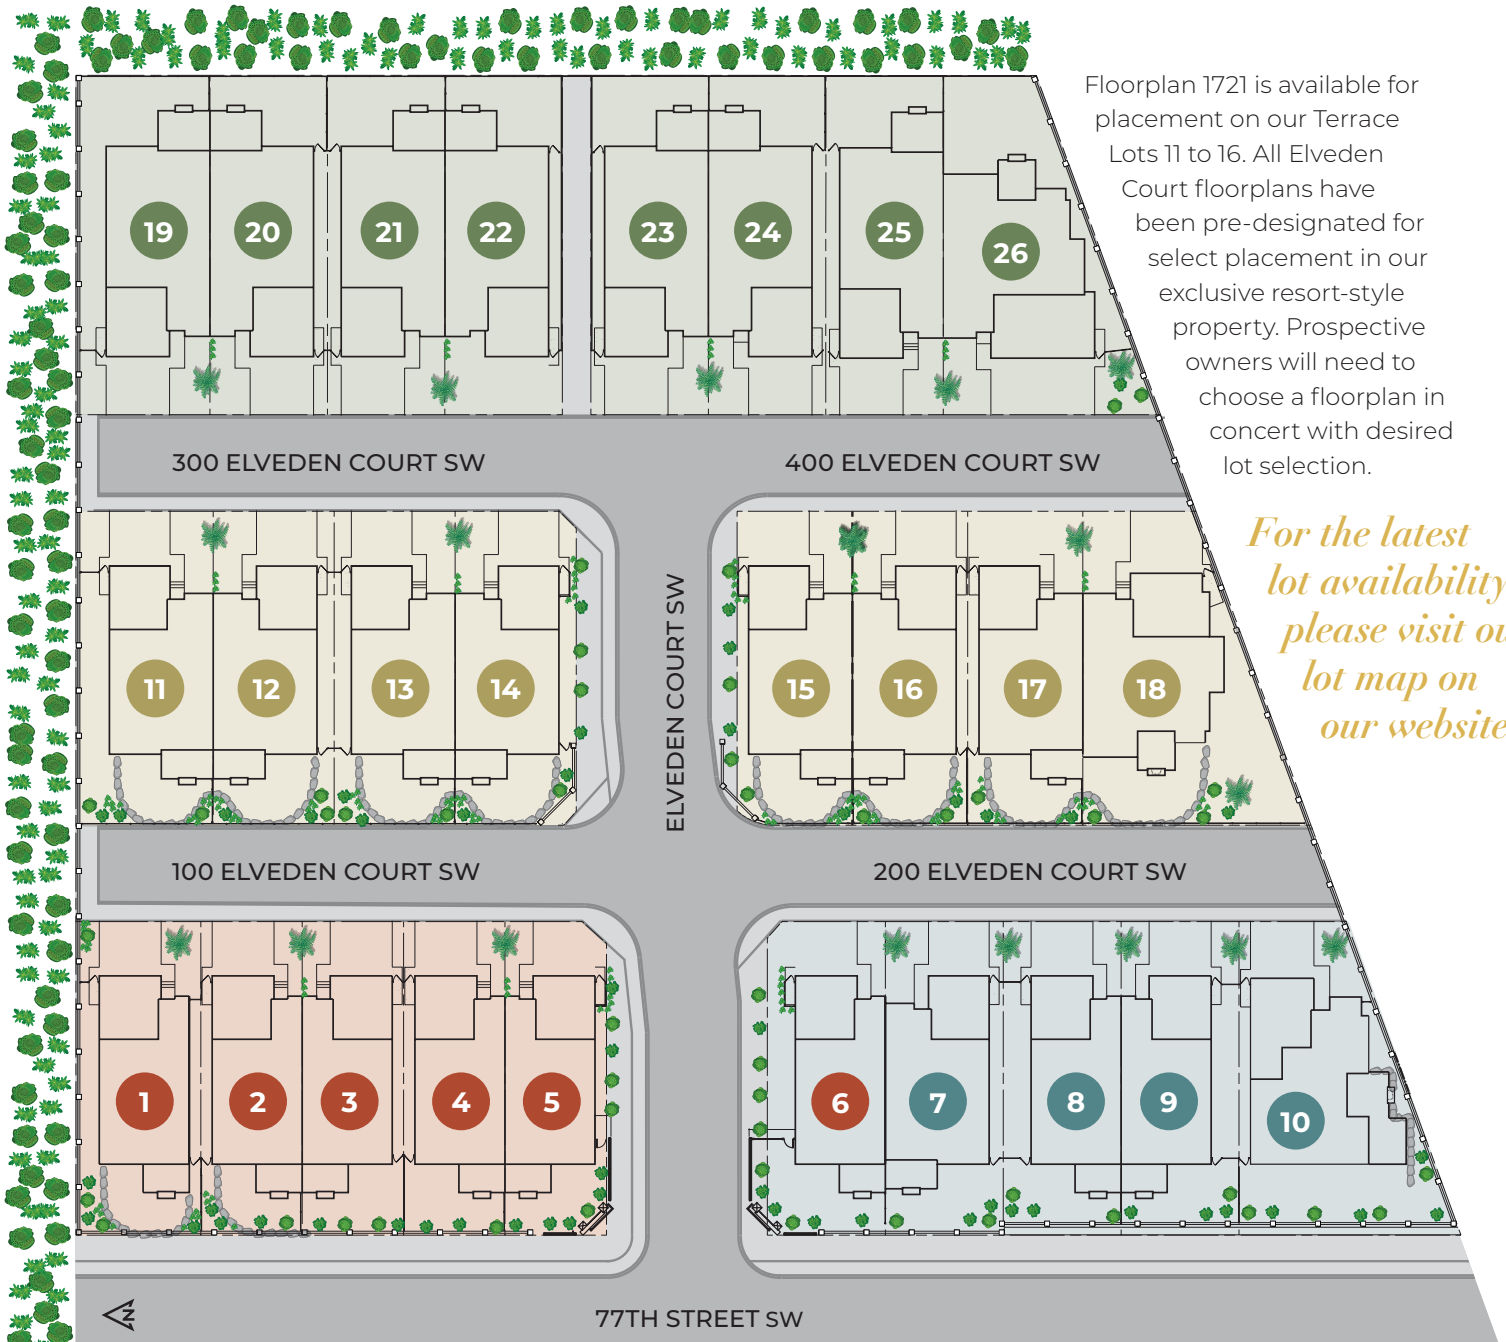 Floorplan 1721 is available for
placement on our Terrace
Lots 11 to 16. All Elveden
Court floorplans have
been pre-designated for
select placement in our
exclusive resort-style
property. Prospective
owners will need to
choose a floorplan in
concert with desired
lot selection.
For the latest
lot availability
please visit ou
lot map on
our website
19 20 21 22 23 24 25 26
300 ELVEDEN COURT SW
400 ELVEDEN COURT SW
ELVEDEN COURT SW
11 12 13 14 15 16 17 18
100 ELVEDEN COURT SW
200 ELVEDEN COURT SW
1 2 3 4 5 6 7 8 9 10
N
77TH STREET SW